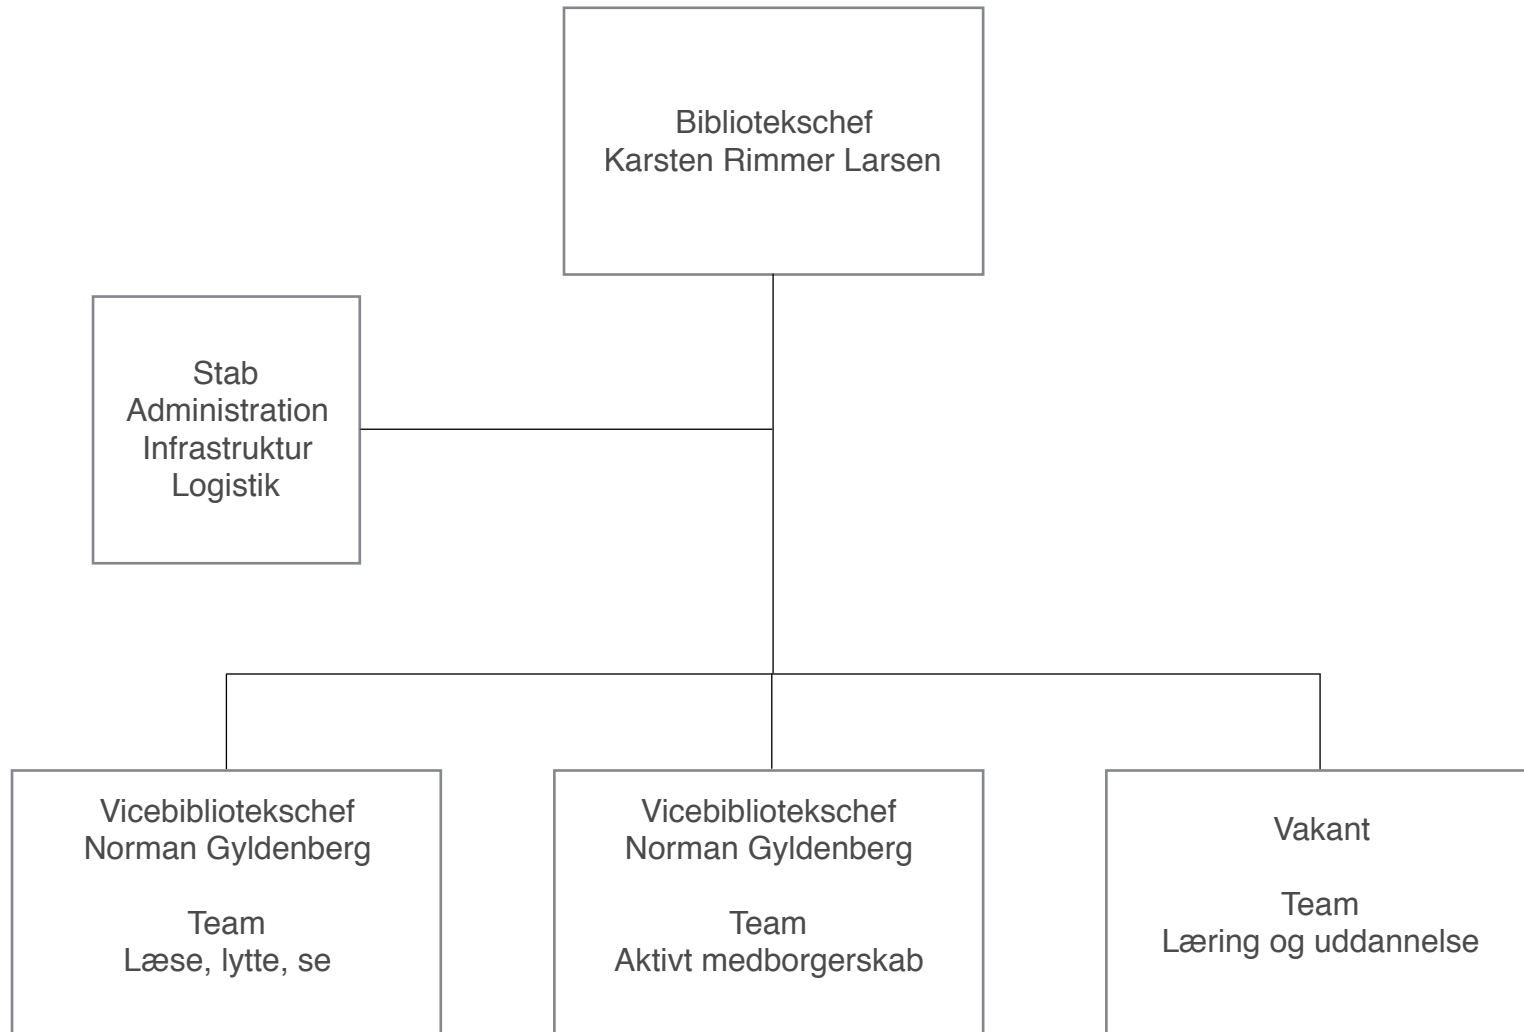 Bibliotekschef
Karsten Rimmer Larsen
Stab
Administration
Infrastruktur
Logistik
Vicebibliotekschef
Norman Gyldenberg
Team
Læse, lytte, se
Vicebibliotekschef
Norman Gyldenberg
Team
Aktivt medborgerskab
Vakant
Team
Læring og uddannelse